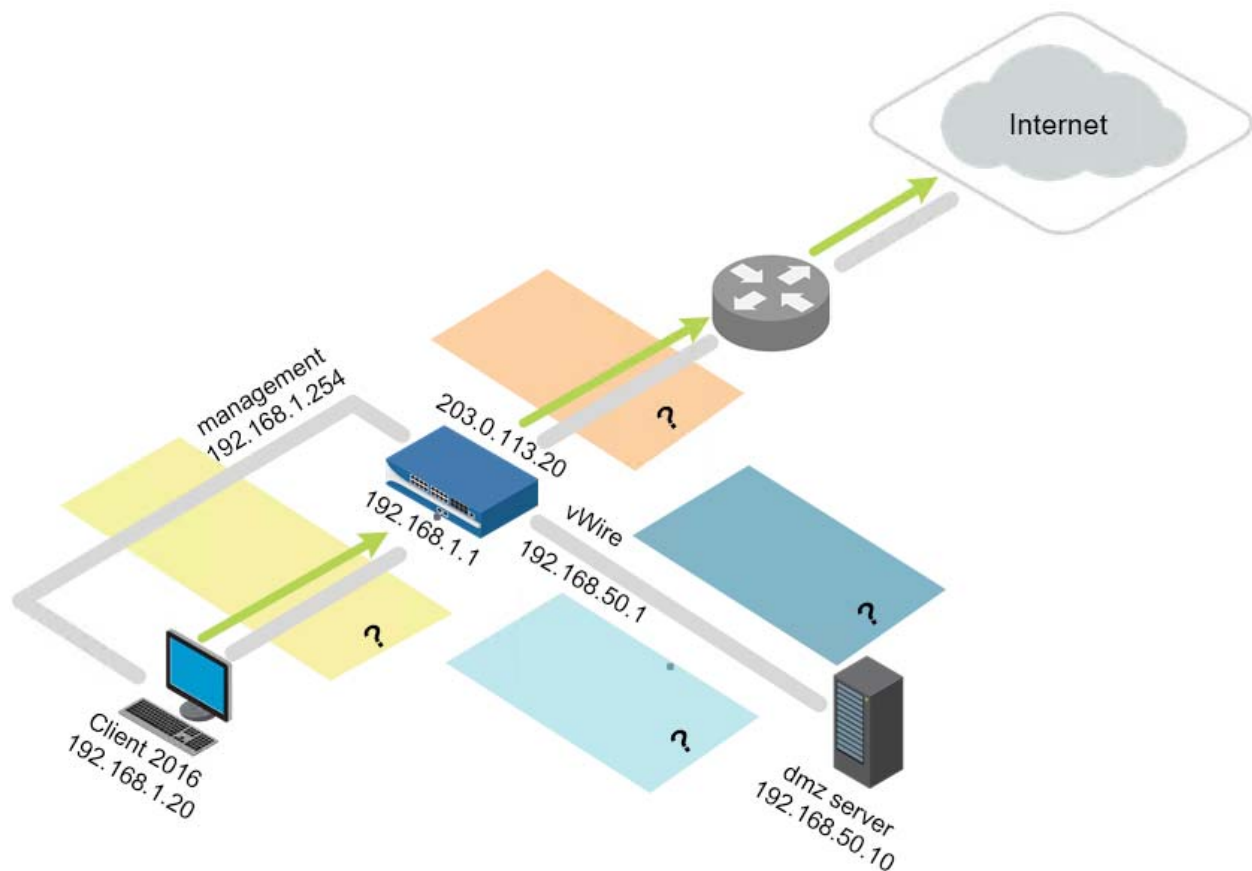 Internet
management
192.168.1.254
203.0.113.20
?
192.168.1.1
vWire
192.168.50.1
?
?
?
Client 2016
192.168.1.20
dmz server
192.168.50.10